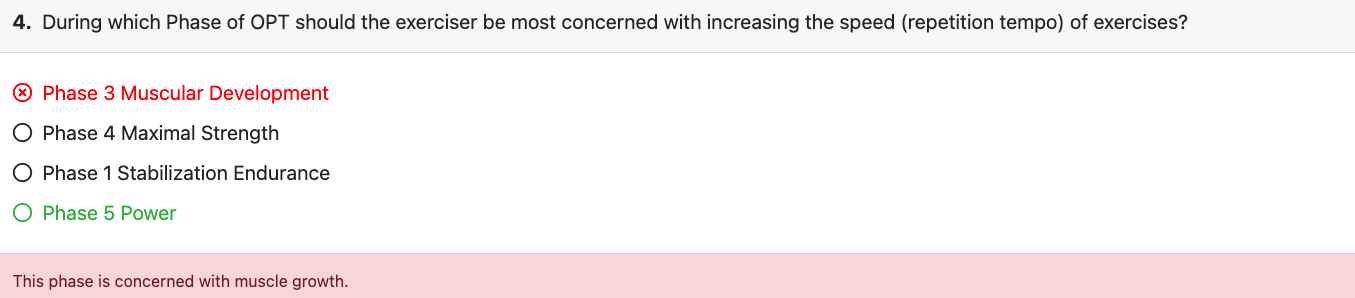 4. During which Phase of OPT should the exerciser be most concerned with increasing the speed (repetition tempo) of exercises?
Phase 3 Muscular Development
Phase 4 Maximal Strength
Phase 1 Stabilization Endurance
Phase 5 Power
This phase is concerned with muscle growth.